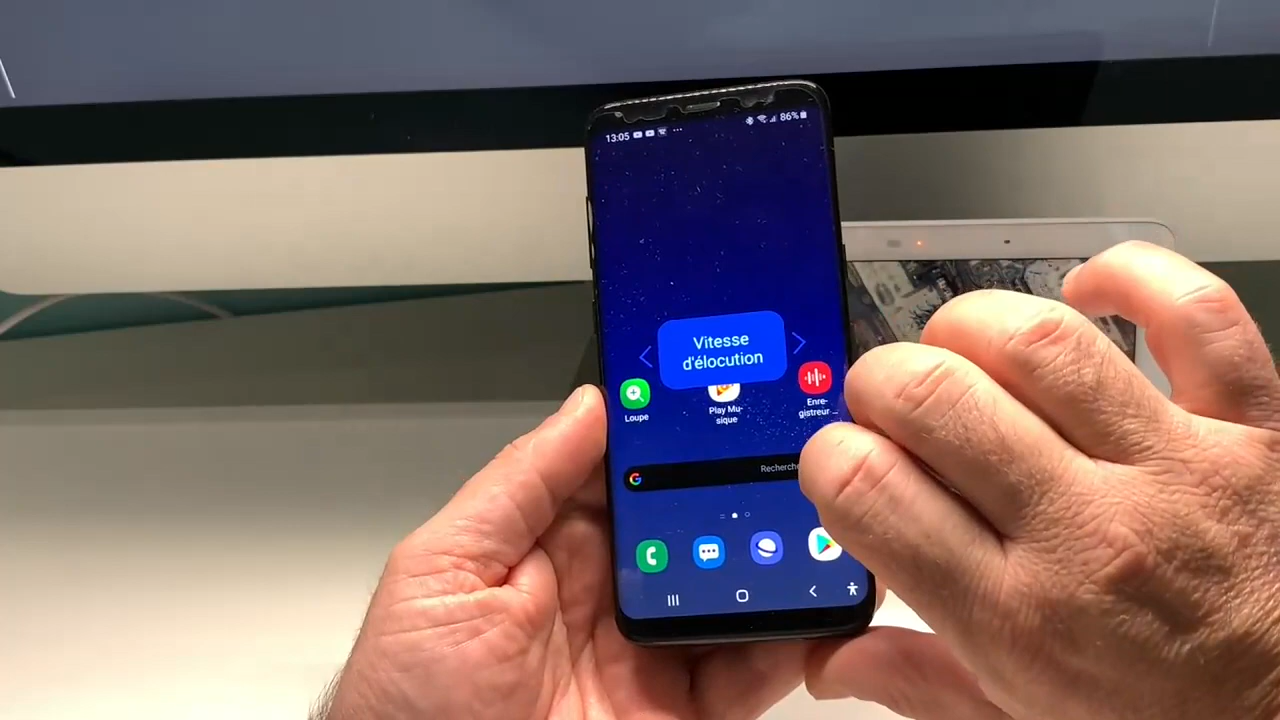 13:05
86%
Vitesse
d'élocution
Loupe
Play Mu-
sique
Enre-
gistreur ...
Recherche